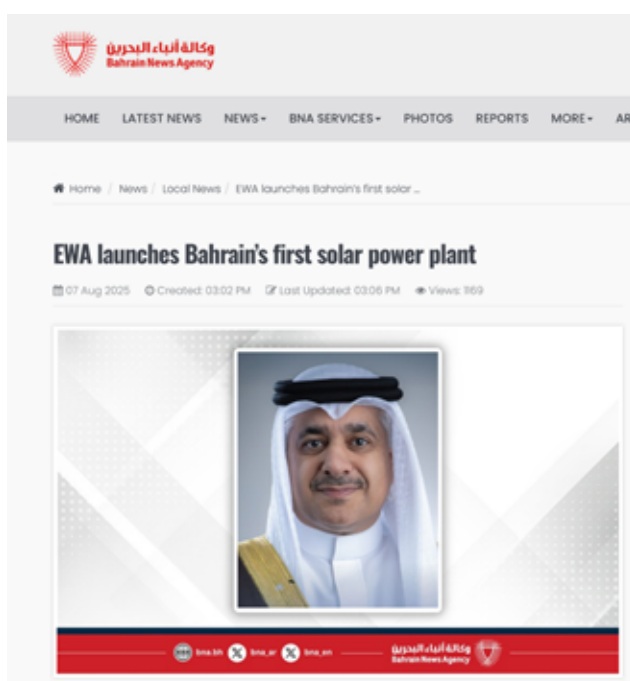 وكالة أنباء البحرين
Bahrain News Agency
HOME LATEST NEWS NEWS BNA SERVICES PHOTOS REPORTS MORE AR
Home / News / Local News / EWA launches Bahrain's first solar ...
EWA launches Bahrain's first solar power plant
07 Aug 2025 Created: 03:02 PM Last Updated: 03:06 PM Views: 1169
bna.bh bna_ar bna_en وكالة أنباء البحرين
Bahrain News Agency